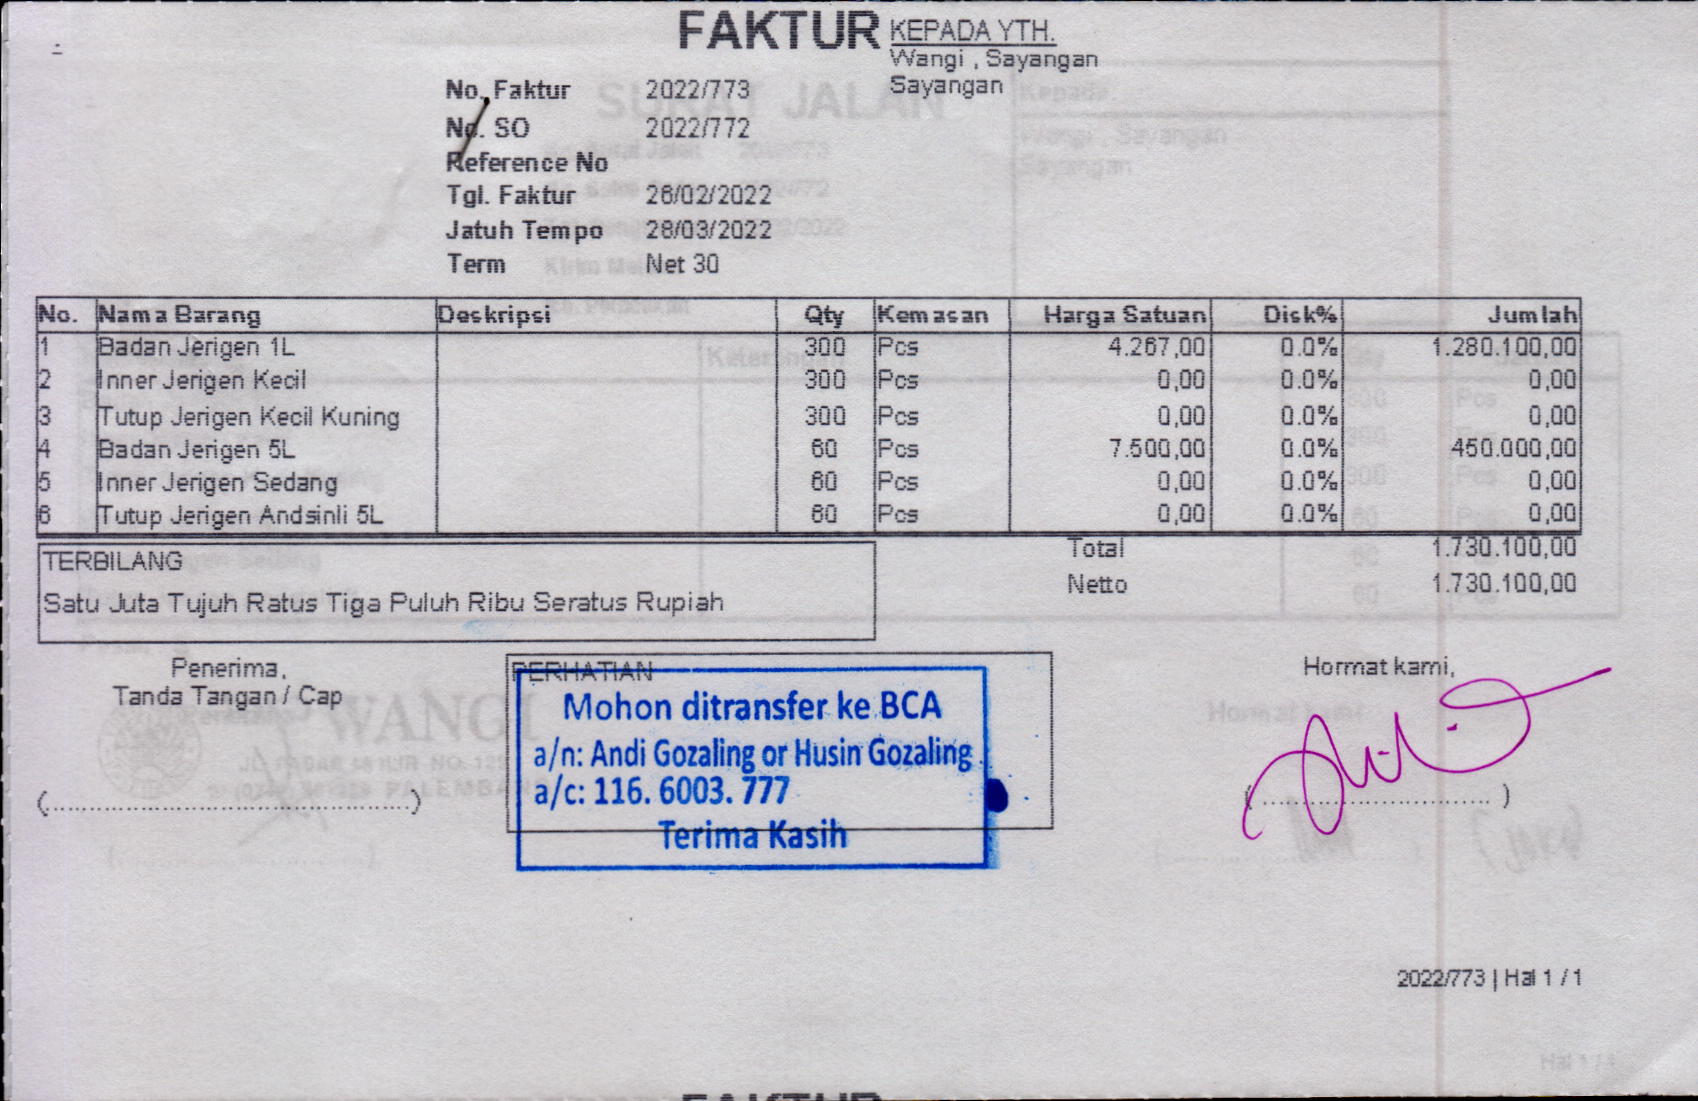 FAKTUR
KEPADA YTH.
Wangi , Sayangan
Sayangan
No. Faktur 2022/773
No. SO 2022/772
Reference No
Tgl. Faktur 26/02/2022
Jatuh Tempo 28/03/2022
Term Net 30
No. Nama Barang Deskripsi Qty Kemasan Harga Satuan Disk% Jumlah
1 Badan Jerigen 1L 300 Pcs 4.267,00 0.0% 1.280.100,00
2 Inner Jerigen Kecil 300 Pcs 0,00 0.0% 0,00
3 Tutup Jerigen Kecil Kuning 300 Pcs 0,00 0.0% 0,00
4 Badan Jerigen 5L 60 Pcs 7.500,00 0.0% 450.000,00
5 Inner Jerigen Sedang 60 Pcs 0,00 0.0% 0,00
6 Tutup Jerigen Andsinli 5L 60 Pcs 0,00 0.0% 0,00
Total 1.730.100,00
Netto 1.730.100,00
TERBILANG
Satu Juta Tujuh Ratus Tiga Puluh Ribu Seratus Rupiah
Penerima,
Tanda Tangan / Cap
(..............................................)
PERHATIAN
Mohon ditransfer ke BCA
a/n: Andi Gozaling or Husin Gozaling
a/c: 116. 6003. 777
Terima Kasih
Hormat kami,
( ................................ )
2022/773 | Hal 1 / 1
FAKTUR